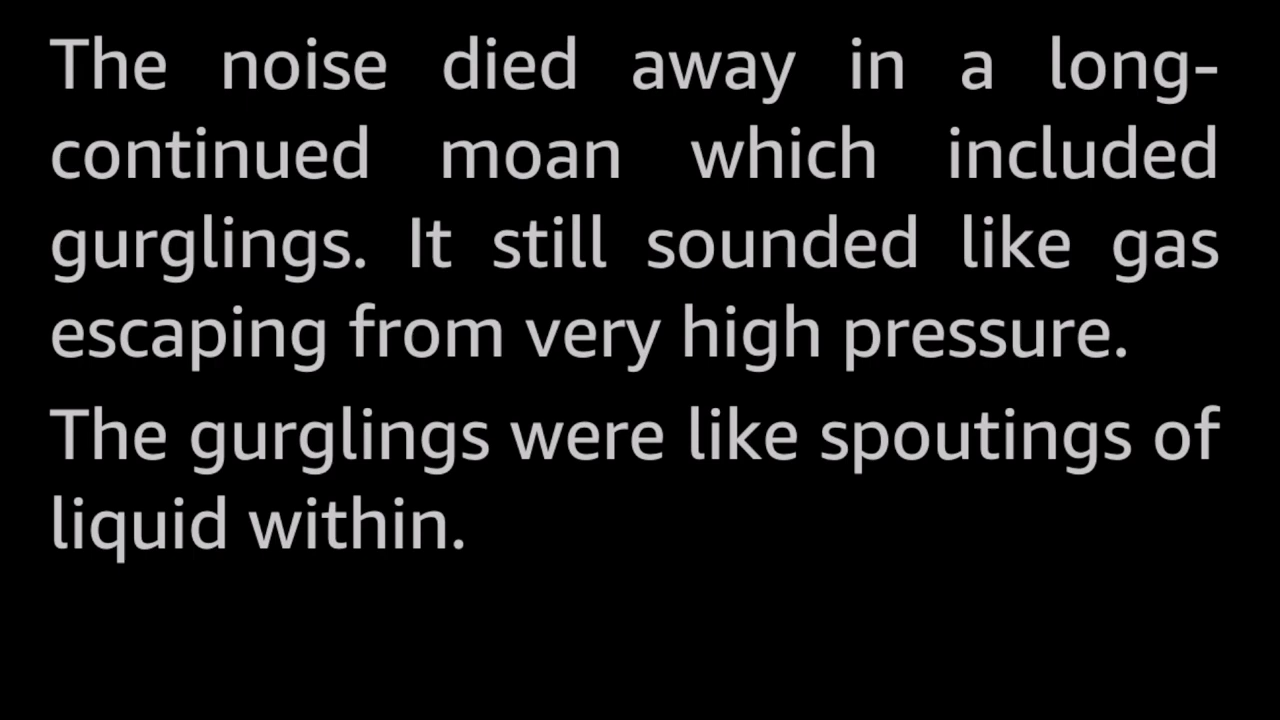 The noise died away in a long-
continued moan which included
gurglings. It still sounded like gas
escaping from very high pressure.
The gurglings were like spoutings of
liquid within.